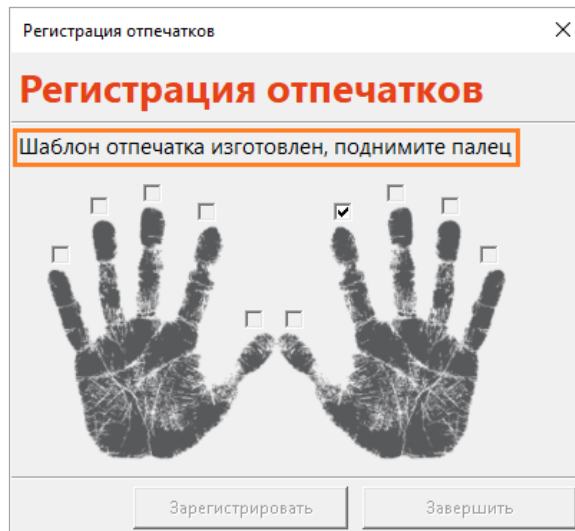 Регистрация отпечатков
Регистрация отпечатков
Шаблон отпечатка изготовлен, поднимите палец
Зарегистрировать
Завершить